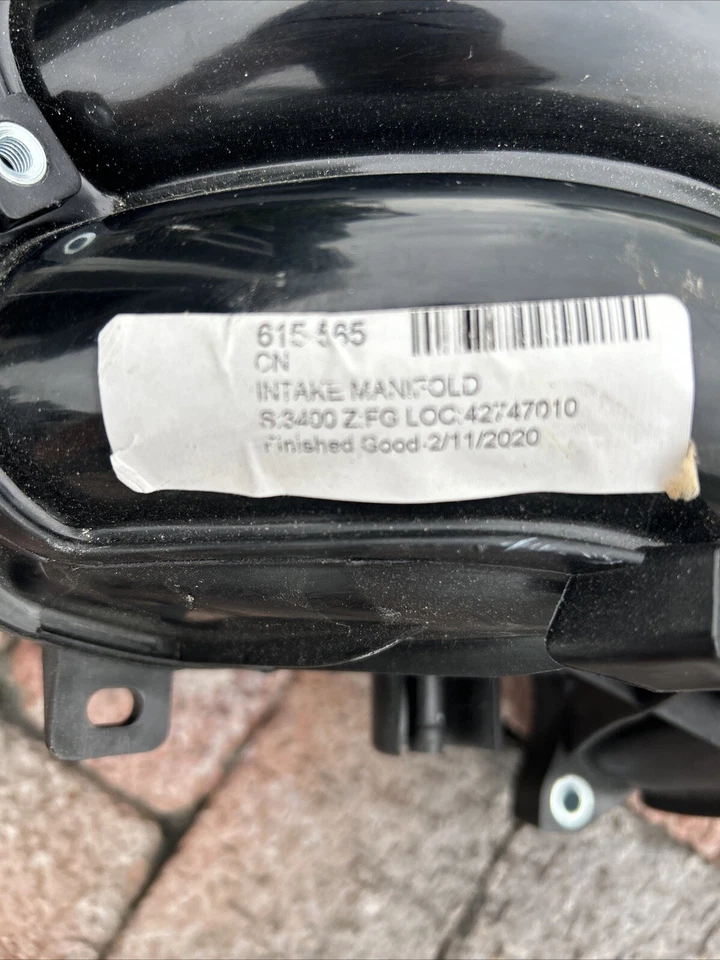 615-565
CN
INTAKE MANIFOLD
S:3400 Z:FG LOC:42747010
Finished Good-2/11/2020